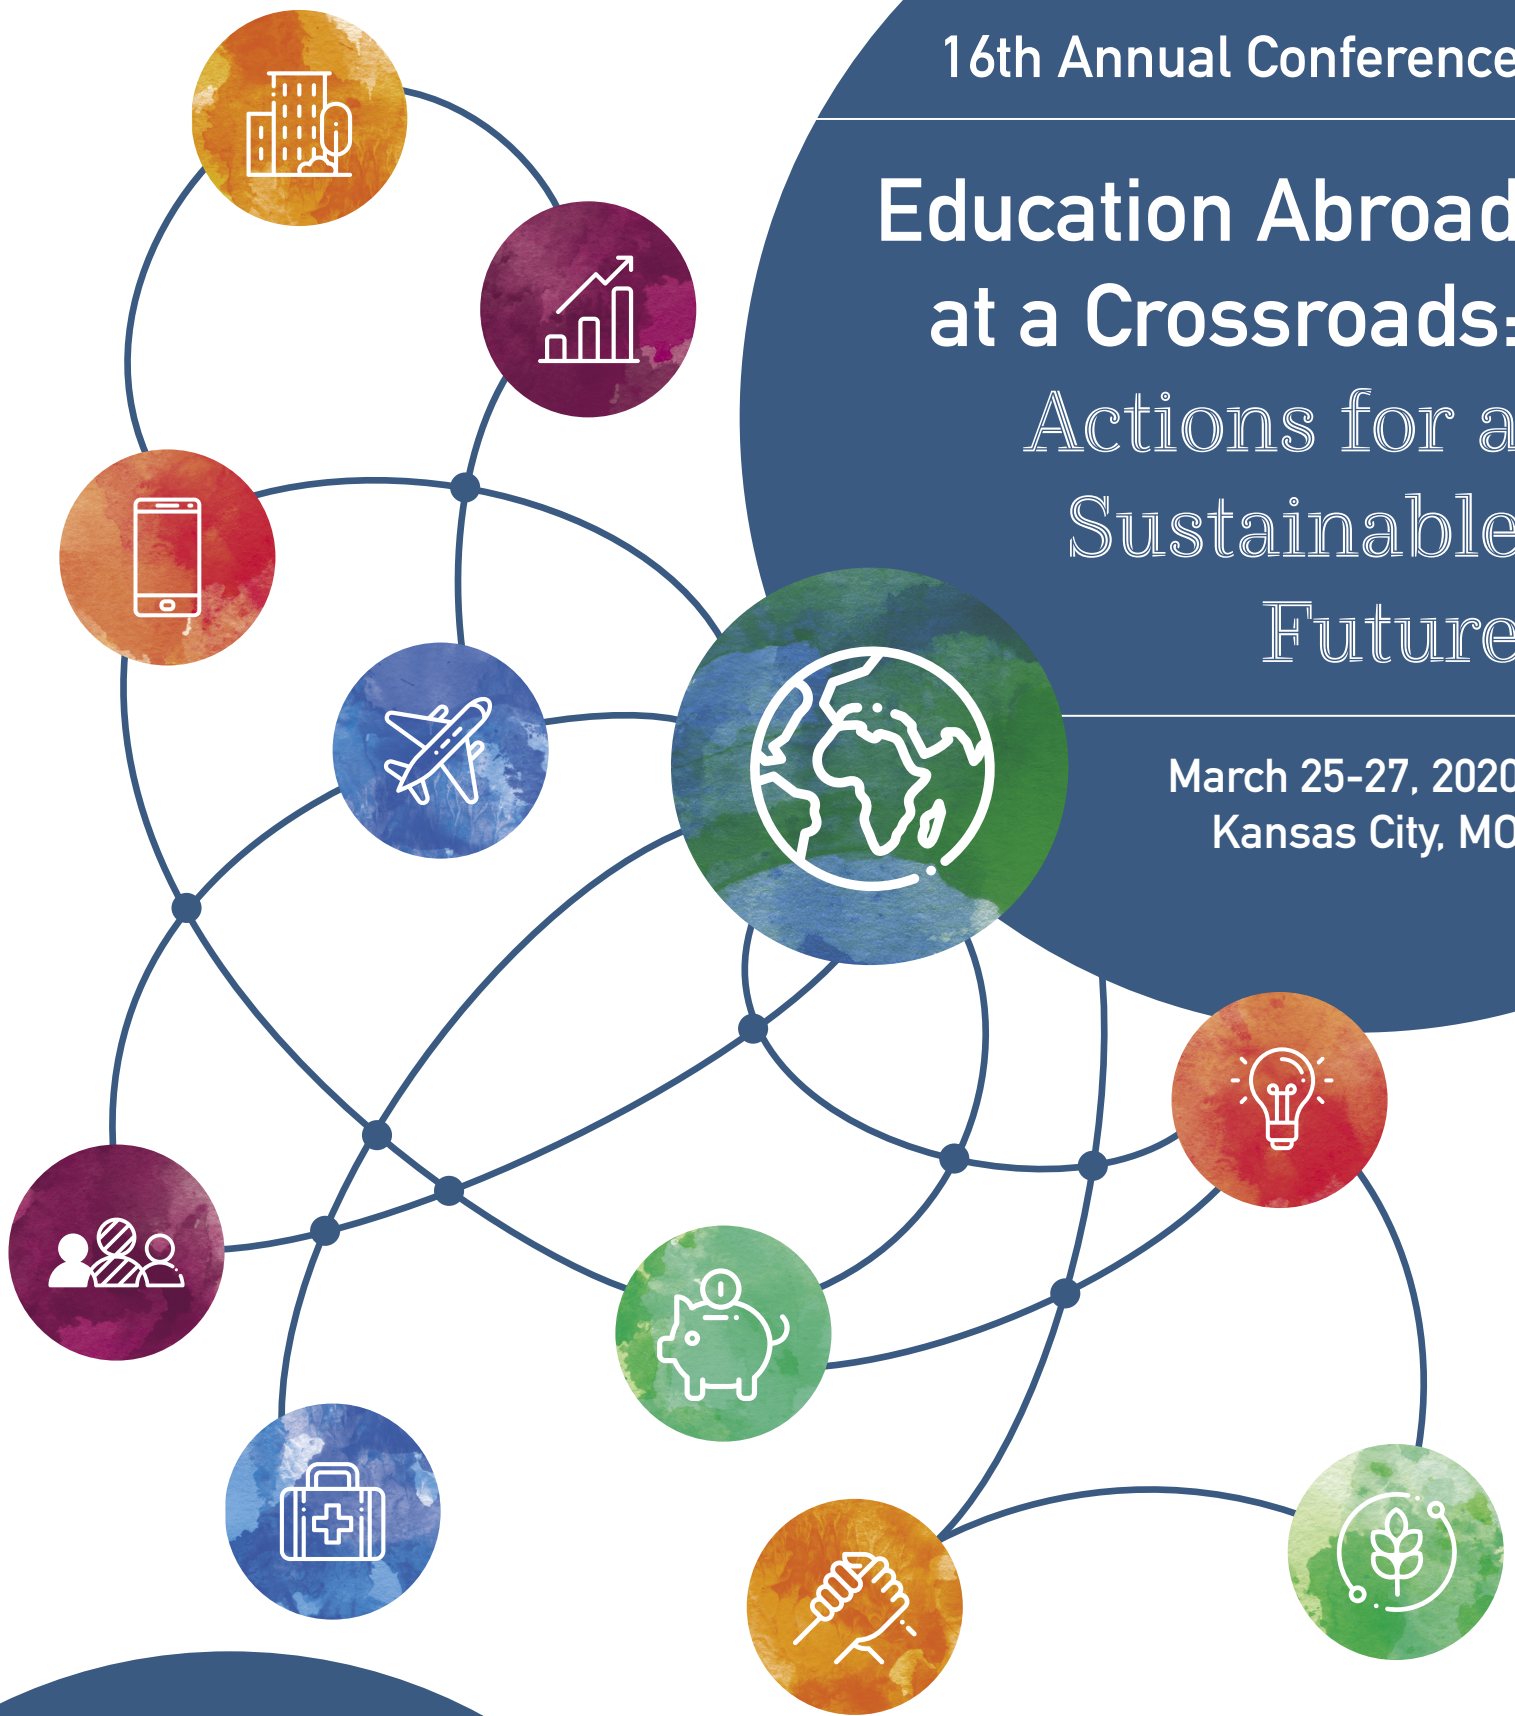 16th Annual Conference
Education Abroad
at a Crossroads:
Actions for a
Sustainable
Future
March 25-27, 2020
Kansas City, MO